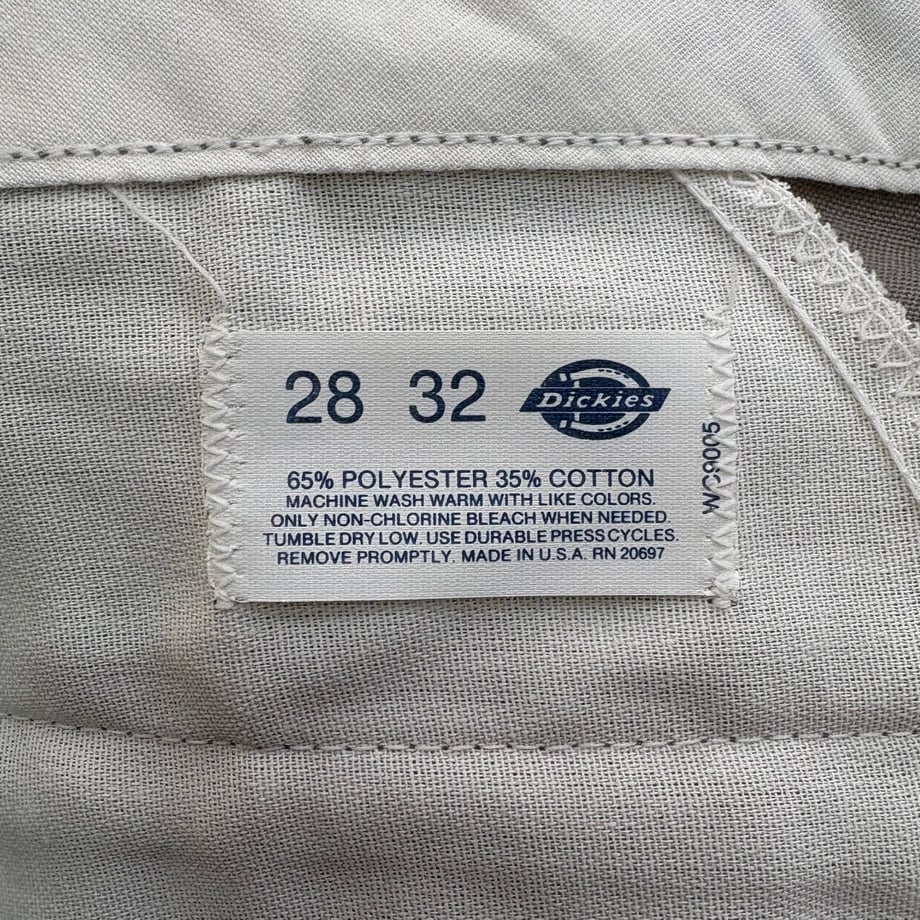 28 32
Dickies
WC9005
65% POLYESTER 35% COTTON
MACHINE WASH WARM WITH LIKE COLORS.
ONLY NON-CHLORINE BLEACH WHEN NEEDED.
TUMBLE DRY LOW. USE DURABLE PRESS CYCLES.
REMOVE PROMPTLY. MADE IN U.S.A. RN 20697